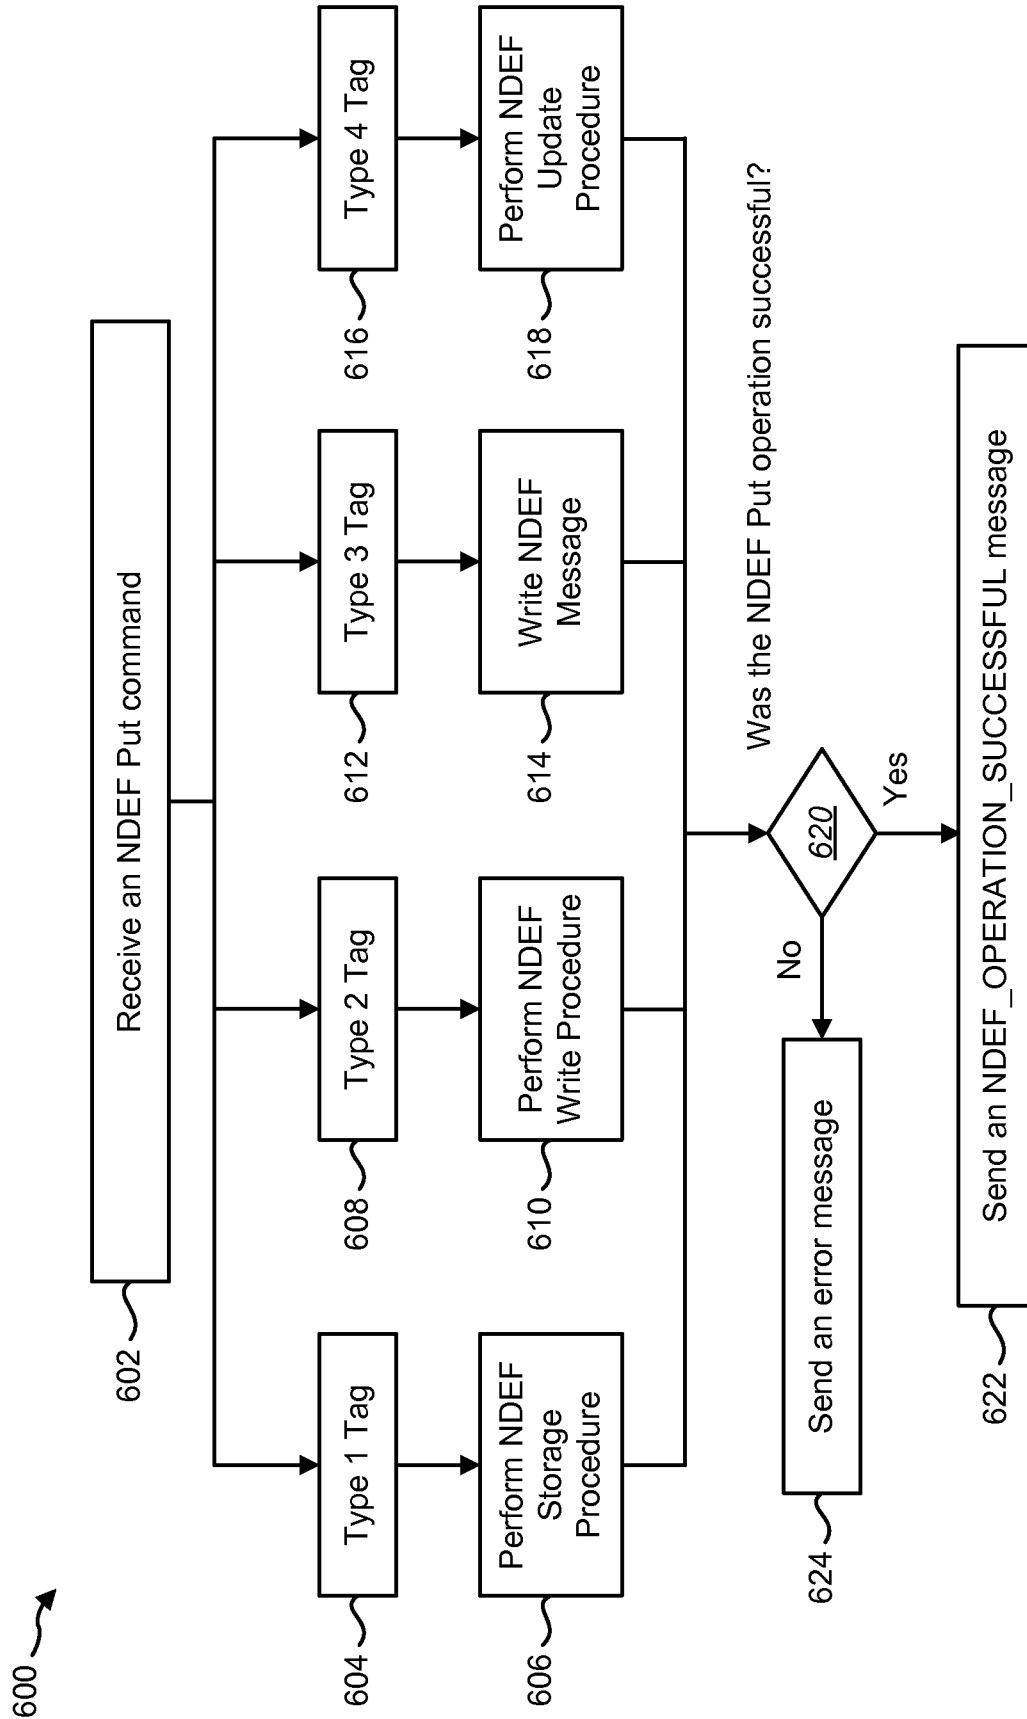 600
Receive an NDEF Put command
602
Type 1 Tag
604
Type 2 Tag
608
Type 3 Tag
612
Type 4 Tag
616
Perform NDEF
Storage
Procedure
606
Perform NDEF
Write Procedure
610
Write NDEF
Message
614
Perform NDEF
Update
Procedure
618
Was the NDEF Put operation successful?
620
No
Yes
Send an error message
624
Send an NDEF_OPERATION_SUCCESSFUL message
622